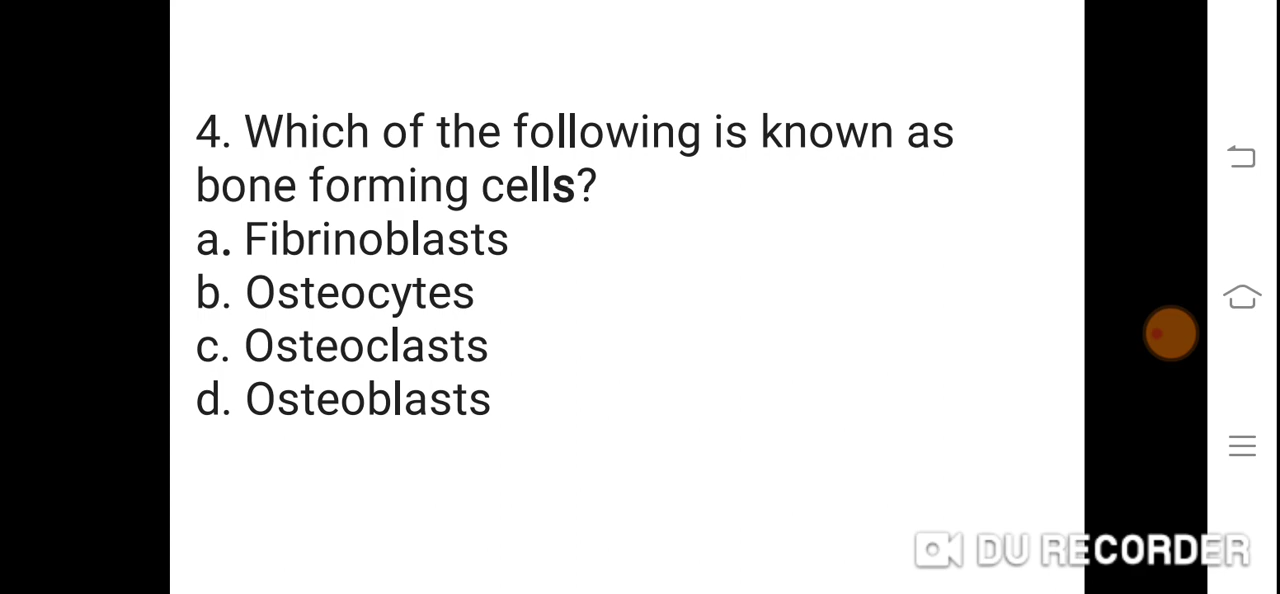 4. Which of the following is known as
bone forming cells?
a. Fibrinoblasts
b. Osteocytes
c. Osteoclasts
d. Osteoblasts
DU RECORDER